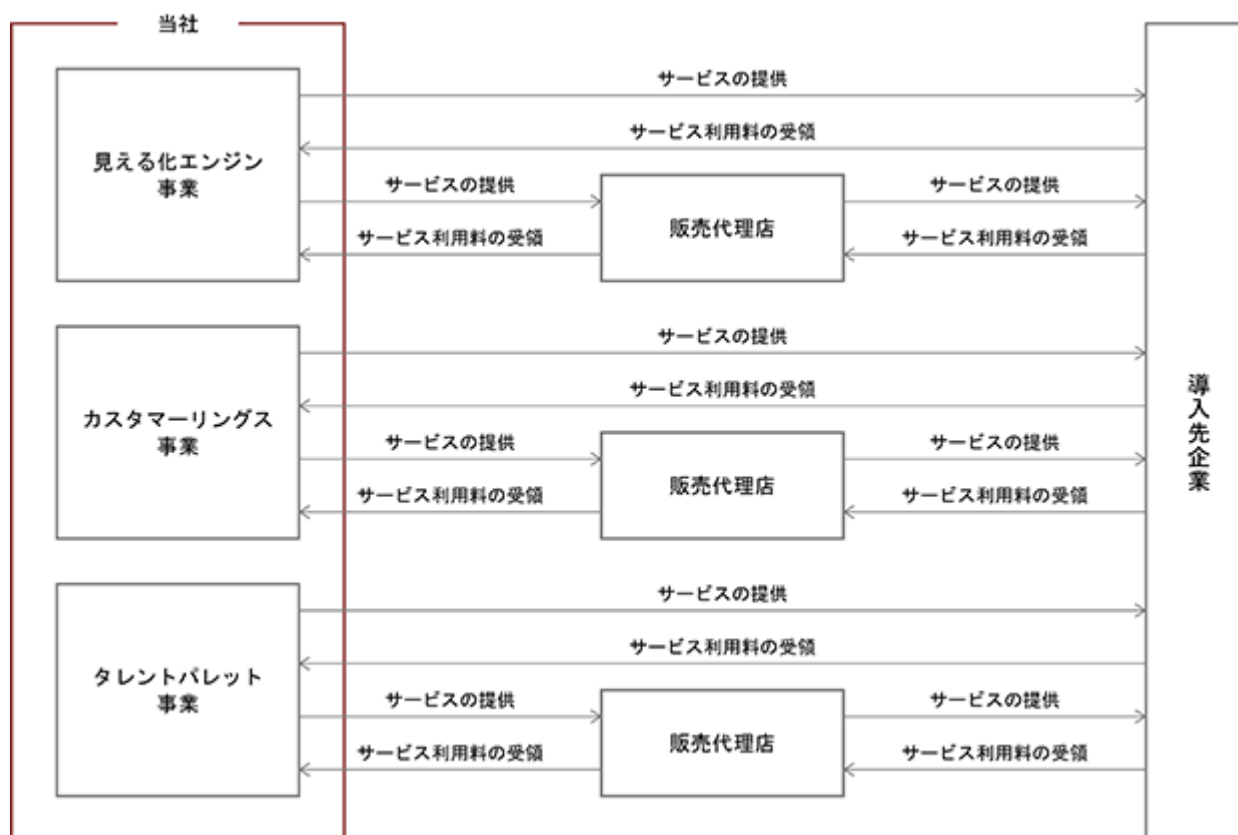 当社
サービスの提供
サービス利用料の受領
見える化エンジン
事業
サービスの提供
サービスの提供
販売代理店
サービス利用料の受領
サービス利用料の受領
サービスの提供
サービス利用料の受領
カスタマーリングス
事業
サービスの提供
サービスの提供
販売代理店
サービス利用料の受領
サービス利用料の受領
サービスの提供
サービス利用料の受領
タレントパレット
事業
サービスの提供
サービスの提供
販売代理店
サービス利用料の受領
サービス利用料の受領
導入先企業